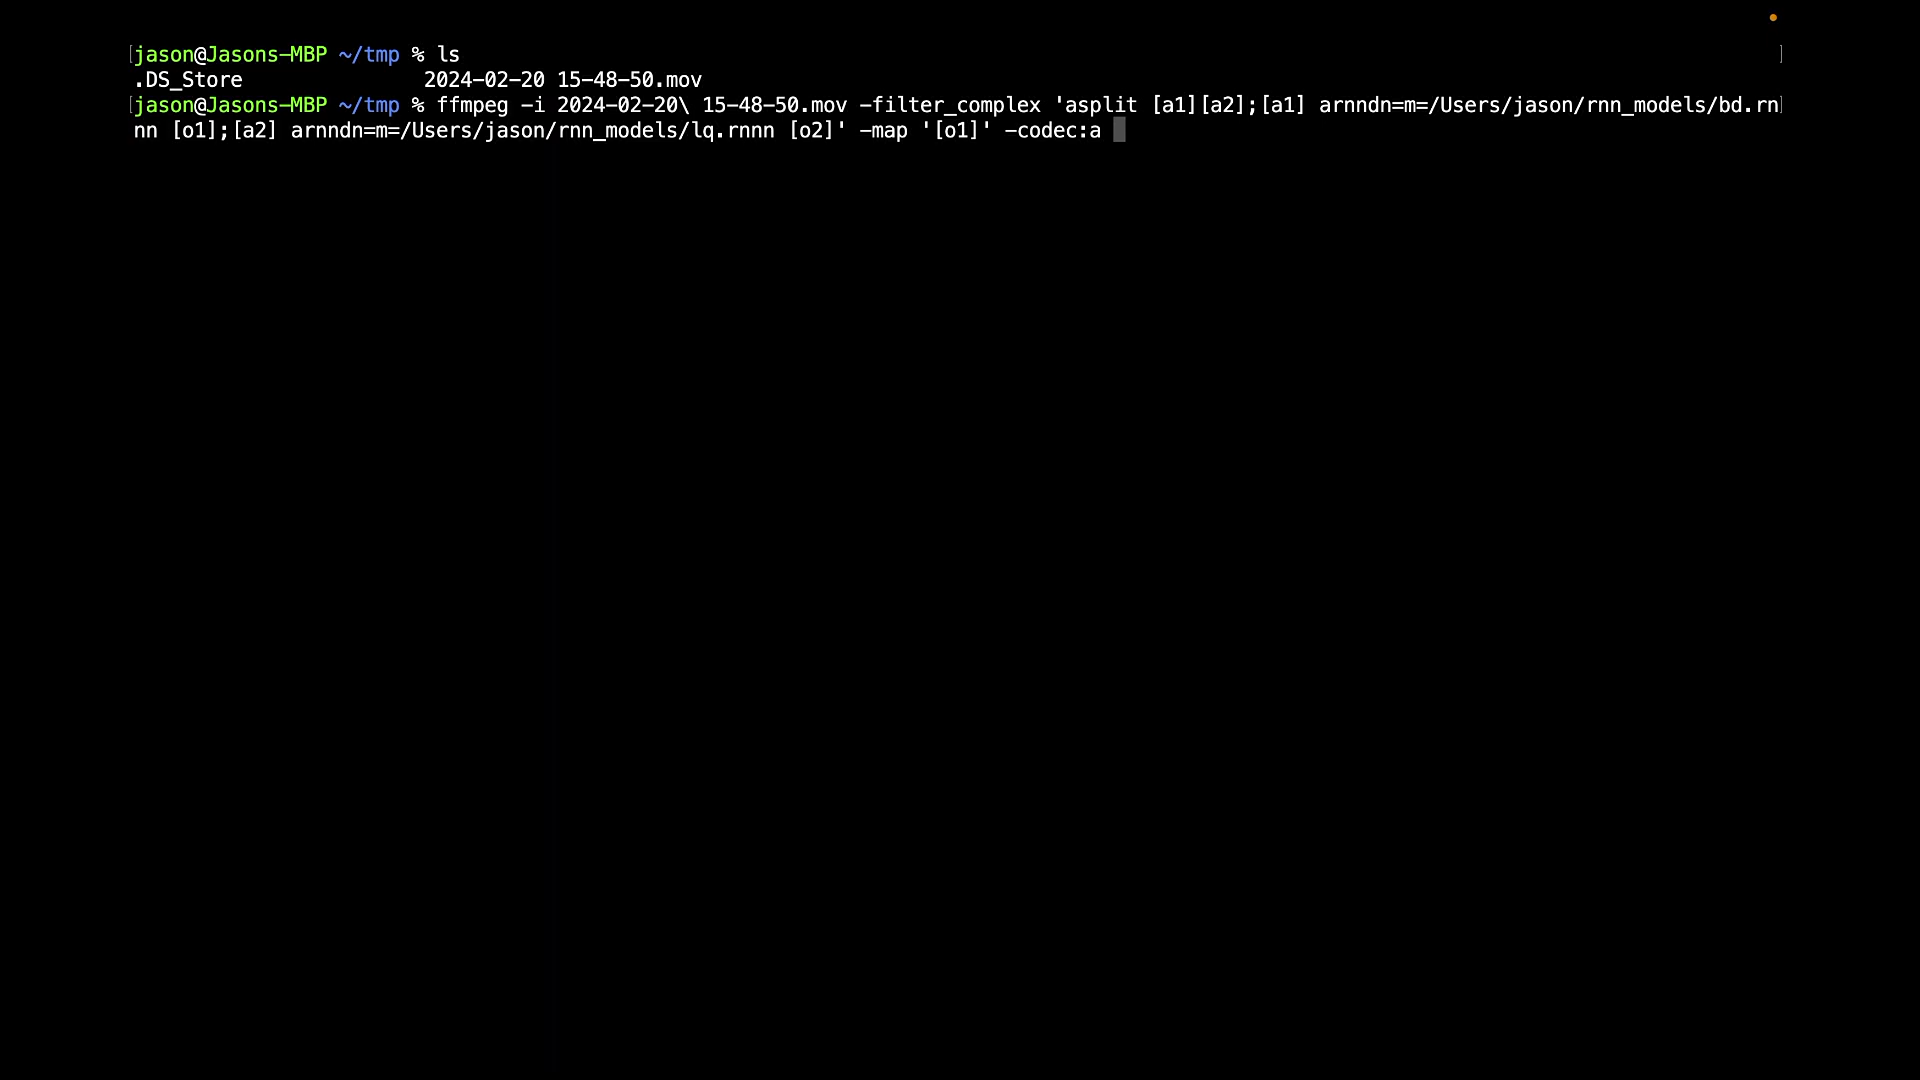 jason@Jasons-MBP ~/tmp % ls
.DS_Store 2024-02-20 15-48-50.mov
jason@Jasons-MBP ~/tmp % ffmpeg -i 2024-02-20\ 15-48-50.mov -filter_complex 'asplit [a1][a2];[a1] arnndn=m=/Users/jason/rnn_models/bd.rn
nn [o1];[a2] arnndn=m=/Users/jason/rnn_models/lq.rnnn [o2]' -map '[o1]' -codec:a